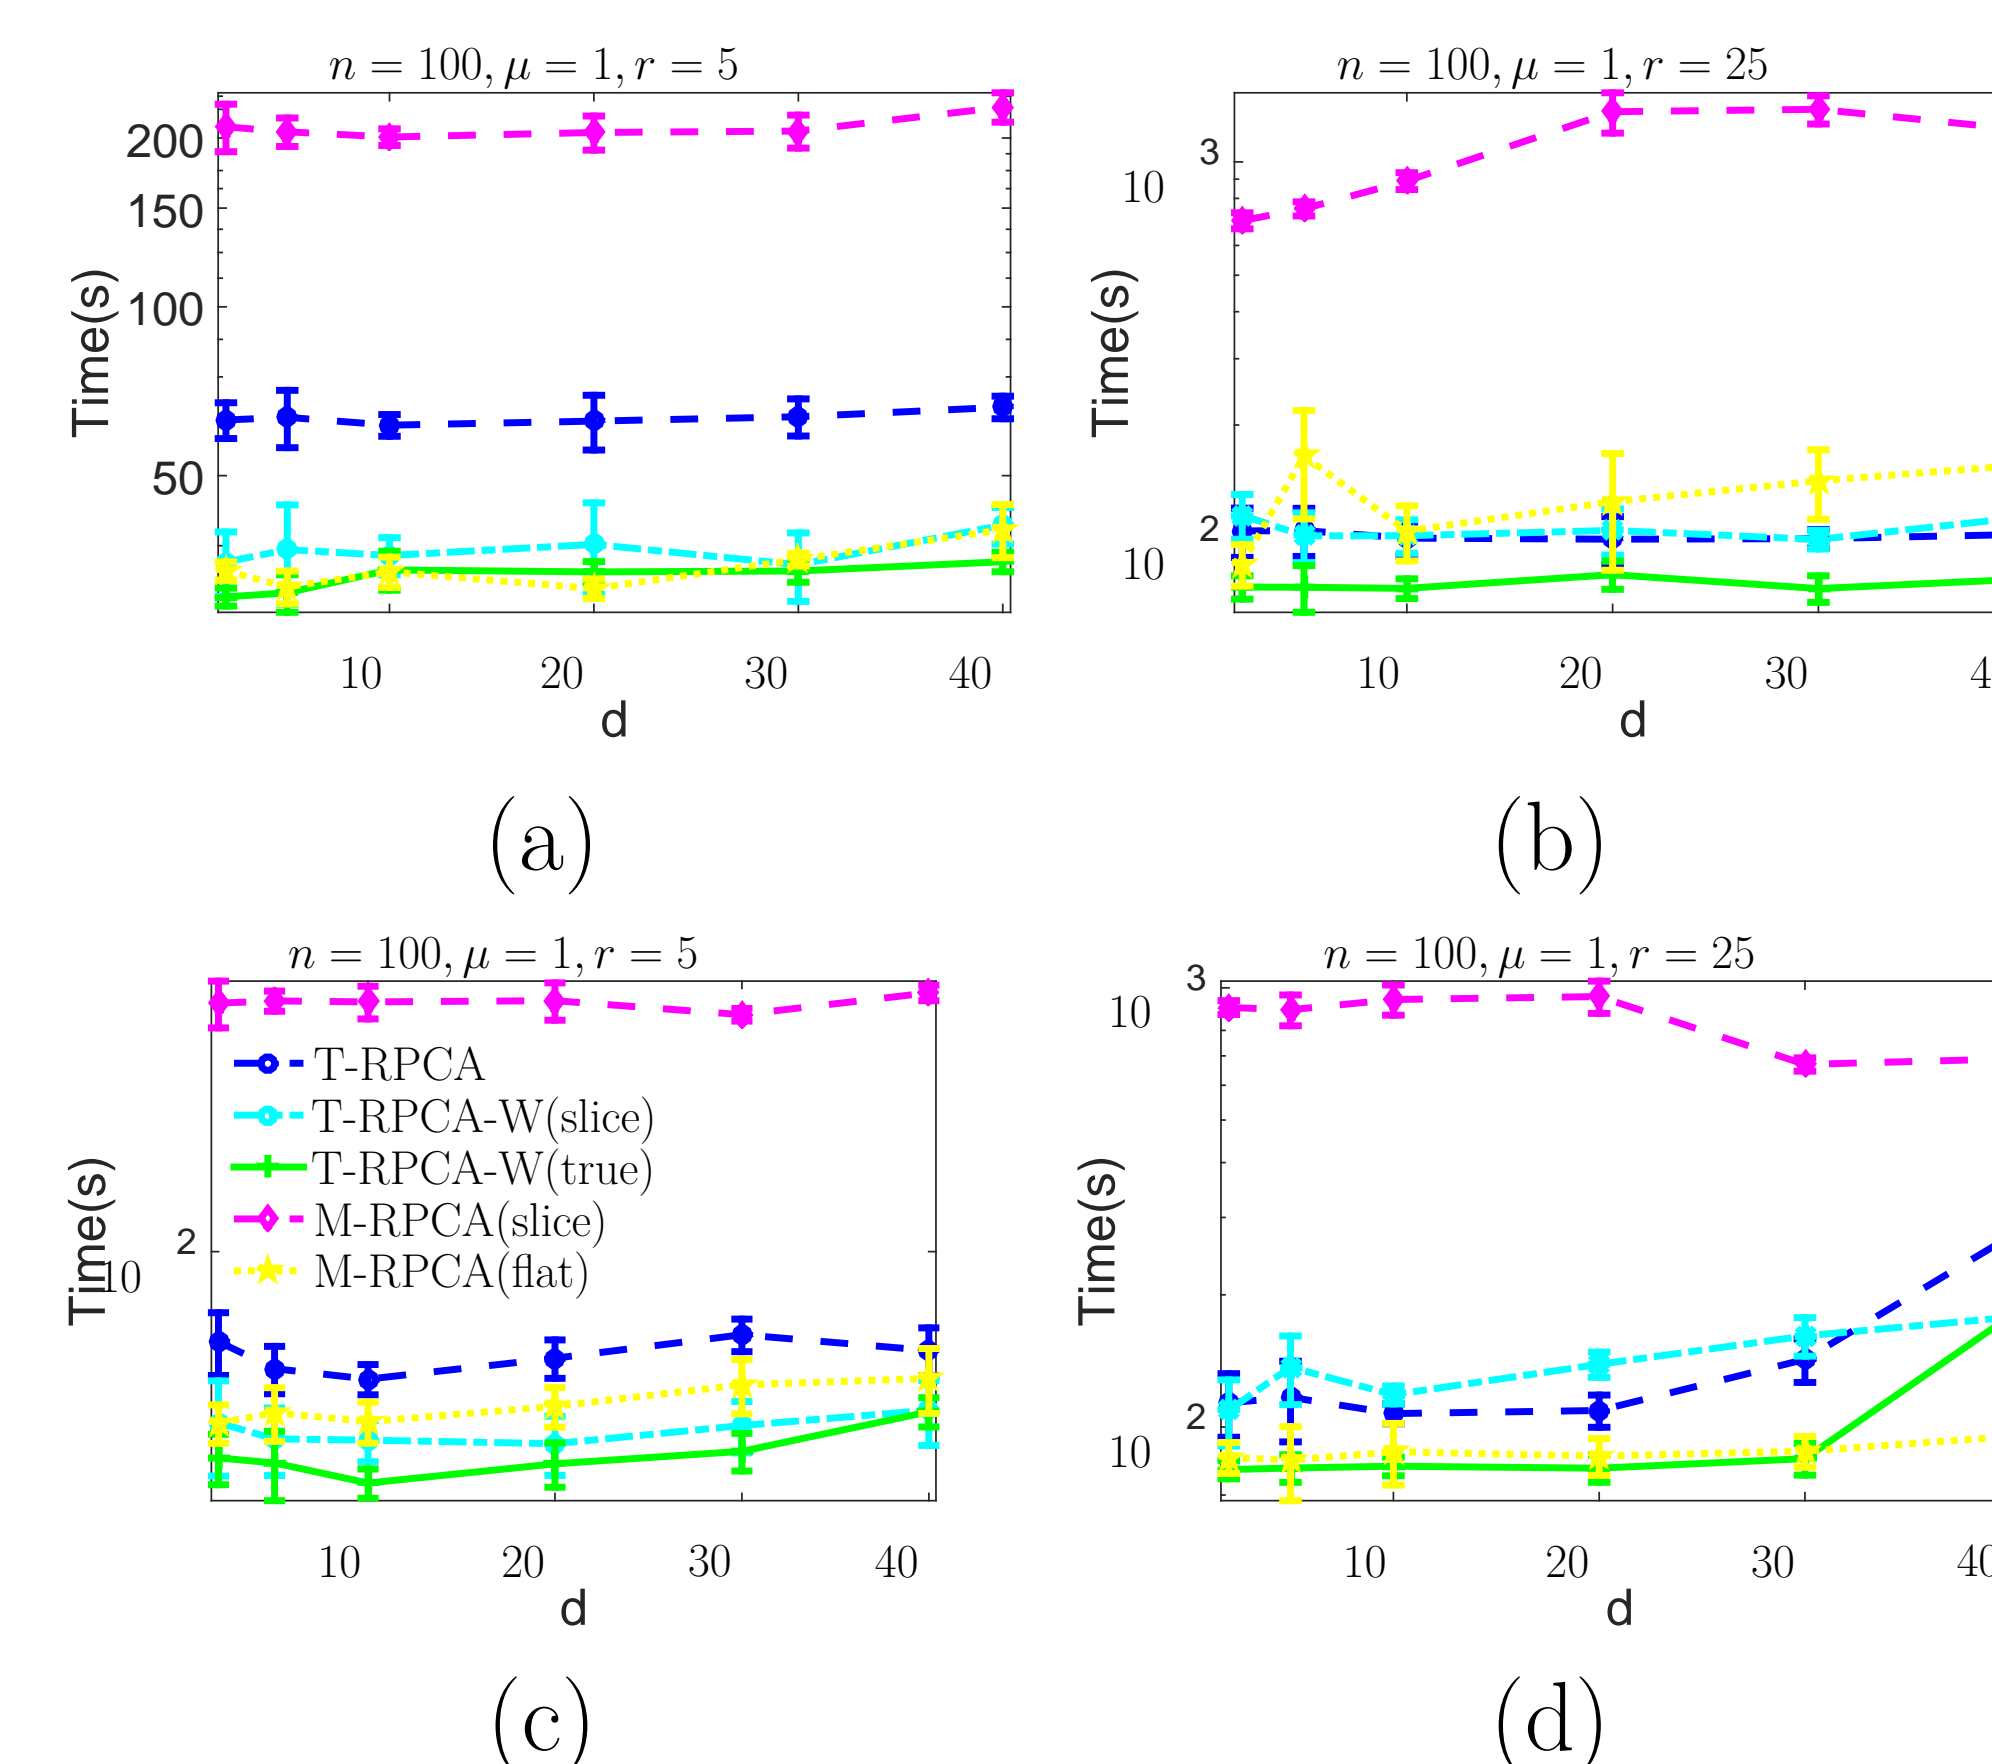 n = 100, μ = 1, r = 5
200
150
100
50
Time(s)
10 20 30 40
d
(a)
n = 100, μ = 1, r = 25
10 3
10 2
Time(s)
10 20 30 4
d
(b)
n = 100, μ = 1, r = 5
T-RPCA
T-RPCA-W(slice)
T-RPCA-W(true)
M-RPCA(slice)
M-RPCA(flat)
10 2
Time(s)
10 20 30 40
d
(c)
n = 100, μ = 1, r = 25
10 3
10 2
Time(s)
10 20 30 40
d
(d)